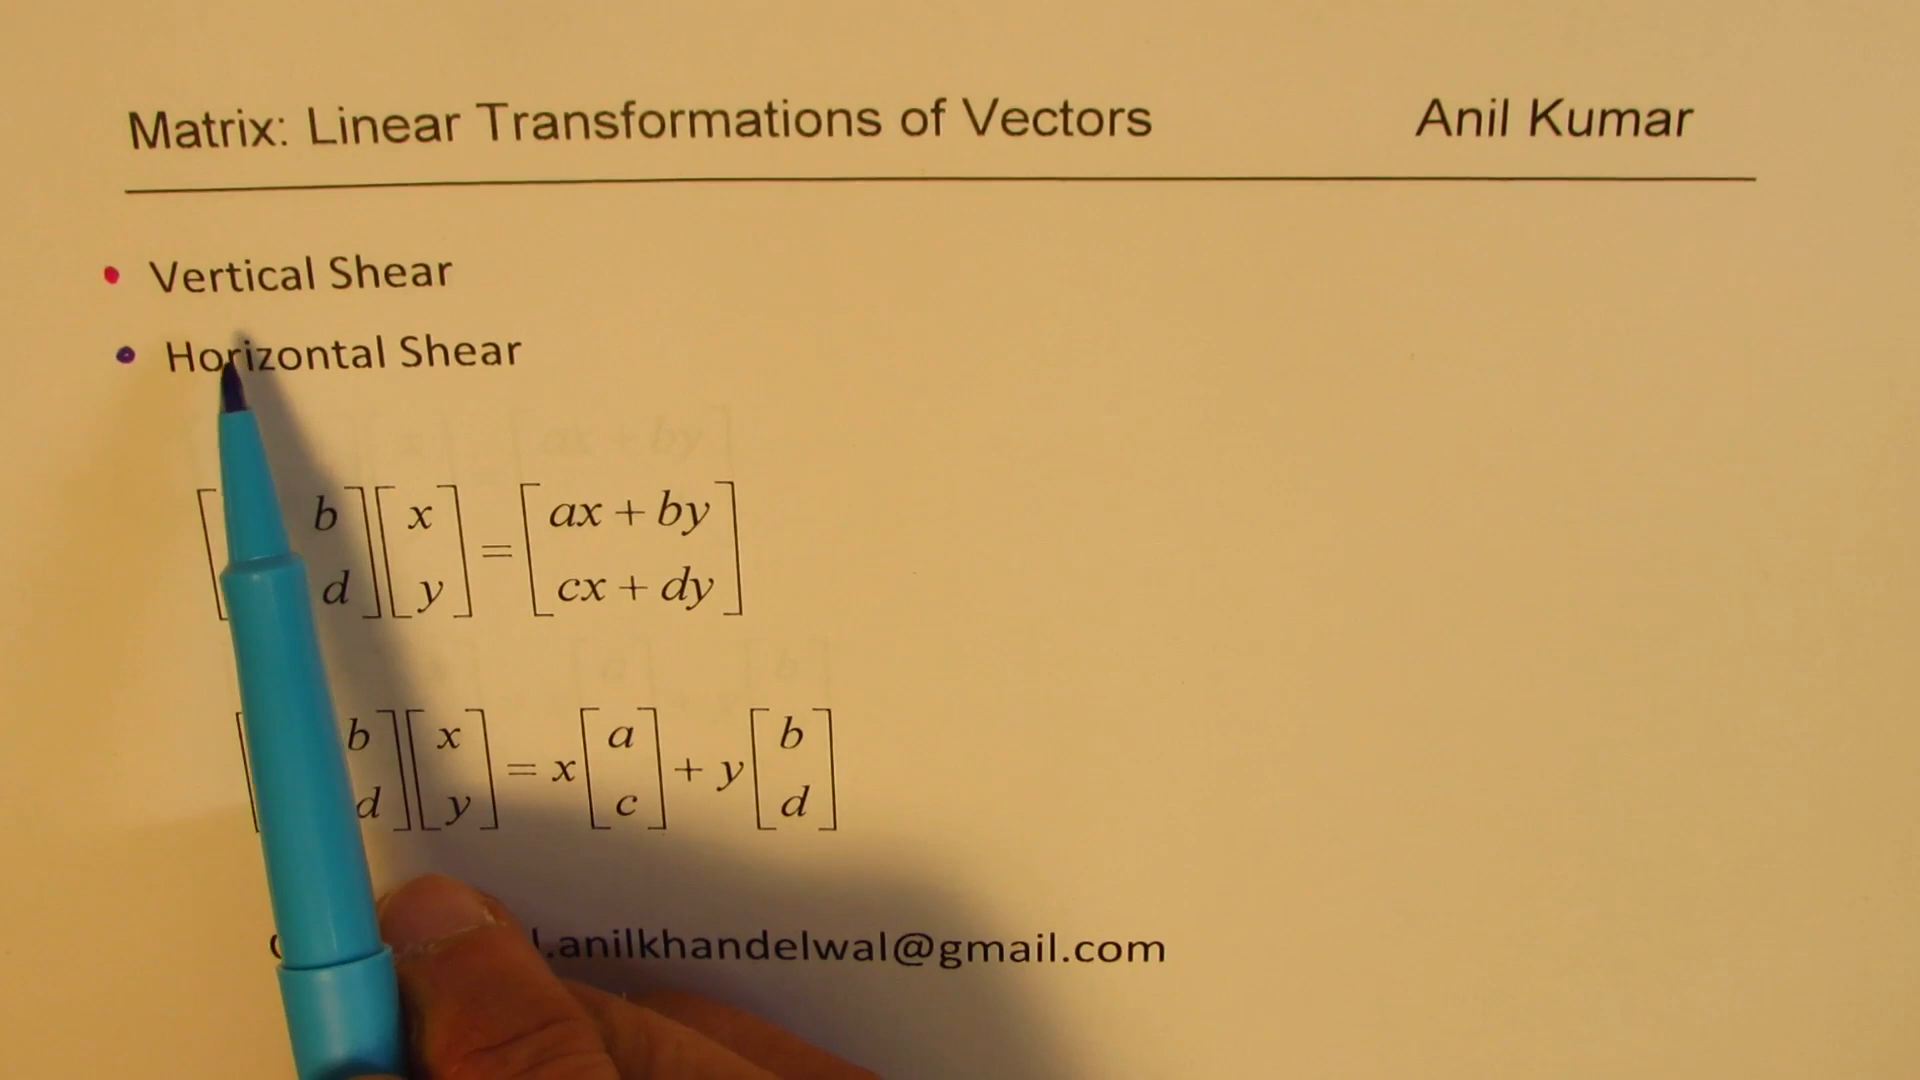 Matrix: Linear Transformations of Vectors Anil Kumar
• Vertical Shear
• Horizontal Shear
[ b ; d ] [ x ; y ] = [ ax + by ; cx + dy ]
[ b ; d ] [ x ; y ] = x [ a ; c ] + y [ b ; d ]
.anilkhandelwal@gmail.com